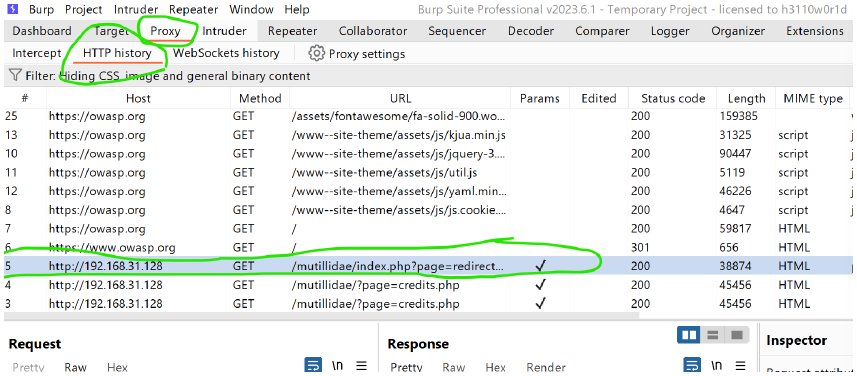 Burp Project Intruder Repeater Window Help Burp Suite Professional v2023.6.1 - Temporary Project - licensed to h3110w0r1d
Dashboard Target Proxy Intruder Repeater Collaborator Sequencer Decoder Comparer Logger Organizer Extensions
Intercept HTTP history WebSockets history Proxy settings
Filter: Hiding CSS, image and general binary content
# Host Method URL Params Edited Status code Length MIME type
25 https://owasp.org GET /assets/fontawesome/fa-solid-900.wo... 200 159385
13 https://owasp.org GET /www--site-theme/assets/js/kjua.min.js 200 31325 script
10 https://owasp.org GET /www--site-theme/assets/js/jquery-3.... 200 90447 script
11 https://owasp.org GET /www--site-theme/assets/js/util.js 200 5119 script
12 https://owasp.org GET /www--site-theme/assets/js/yaml.min... 200 46226 script
8 https://owasp.org GET /www--site-theme/assets/js/js.cookie.... 200 4647 script
7 https://owasp.org GET / 200 59817 HTML
6 https://www.owasp.org GET / 301 656 HTML
5 http://192.168.31.128 GET /mutillidae/index.php?page=redirect... ✓ 200 38874 HTML
4 http://192.168.31.128 GET /mutillidae/?page=credits.php ✓ 200 45456 HTML
3 http://192.168.31.128 GET /mutillidae/?page=credits.php ✓ 200 45456 HTML
Request Response Inspector
Pretty Raw Hex \n Pretty Raw Hex Render \n